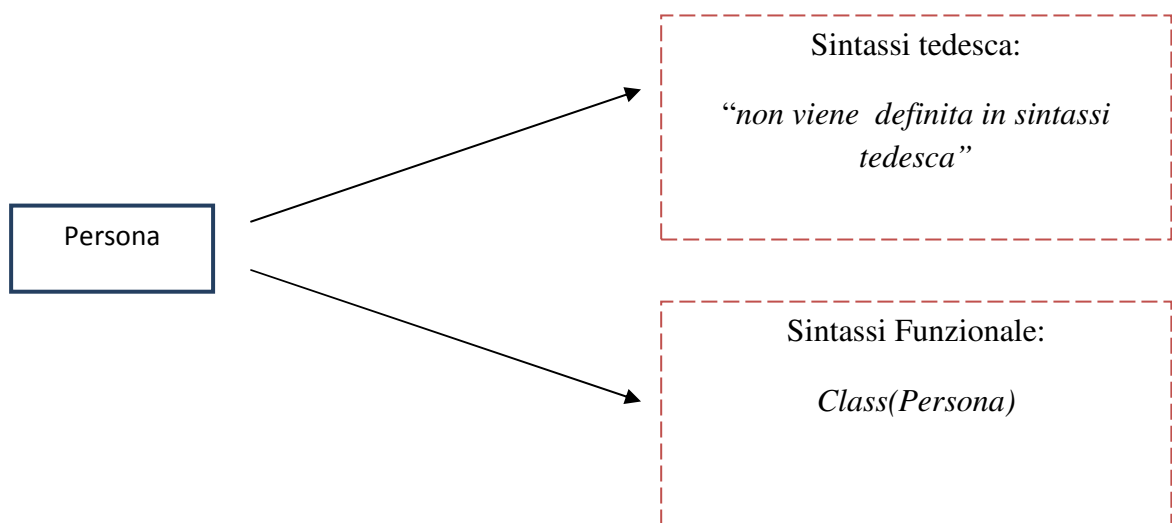 Sintassi tedesca:
“non viene definita in sintassi
tedesca”
Persona
Sintassi Funzionale:
Class(Persona)